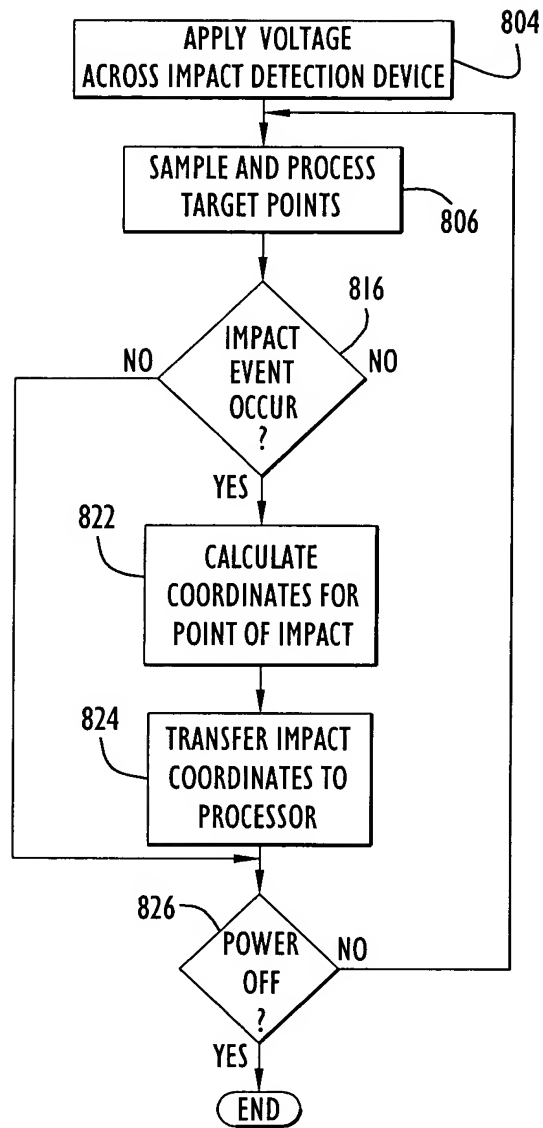 APPLY VOLTAGE
ACROSS IMPACT DETECTION DEVICE
804
SAMPLE AND PROCESS
TARGET POINTS
806
816
IMPACT
EVENT
OCCUR
?
NO
NO
YES
822
CALCULATE
COORDINATES FOR
POINT OF IMPACT
824
TRANSFER IMPACT
COORDINATES TO
PROCESSOR
826
POWER
OFF
?
NO
YES
END